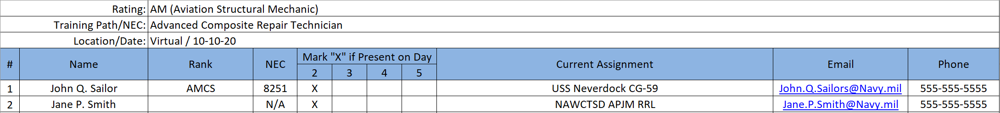 Rating: AM (Aviation Structural Mechanic)
Training Path/NEC: Advanced Composite Repair Technician
Location/Date: Virtual / 10-10-20
# Name Rank NEC Mark "X" if Present on Day Current Assignment Email Phone
2 3 4 5
1 John Q. Sailor AMCS 8251 X USS Neverdock CG-59 John.Q.Sailors@Navy.mil 555-555-5555
2 Jane P. Smith N/A X NAWCTSD APJM RRL Jane.P.Smith@Navy.mil 555-555-5555